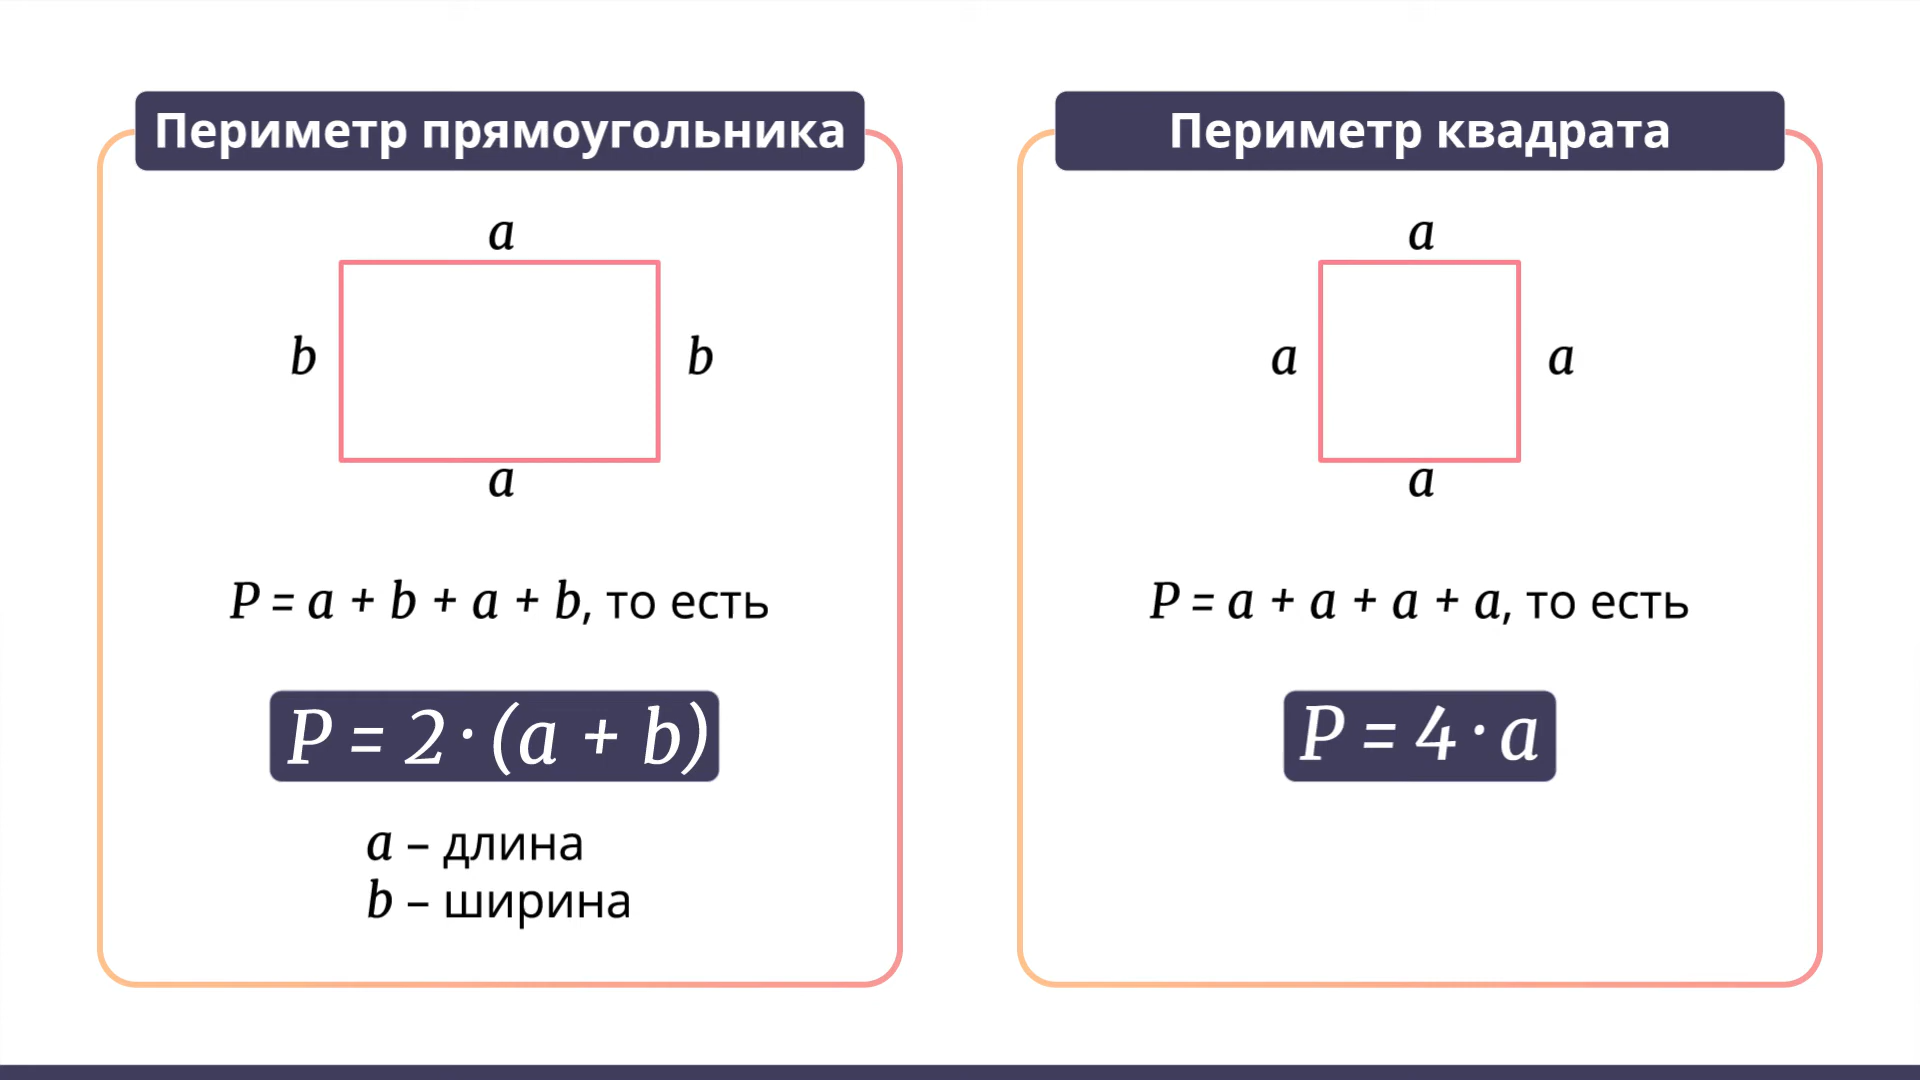 Периметр прямоугольника
a
b
b
a
P = a + b + a + b, то есть
P = 2 · (a + b)
a – длина
b – ширина
Периметр квадрата
a
a
a
a
P = a + a + a + a, то есть
P = 4 · a